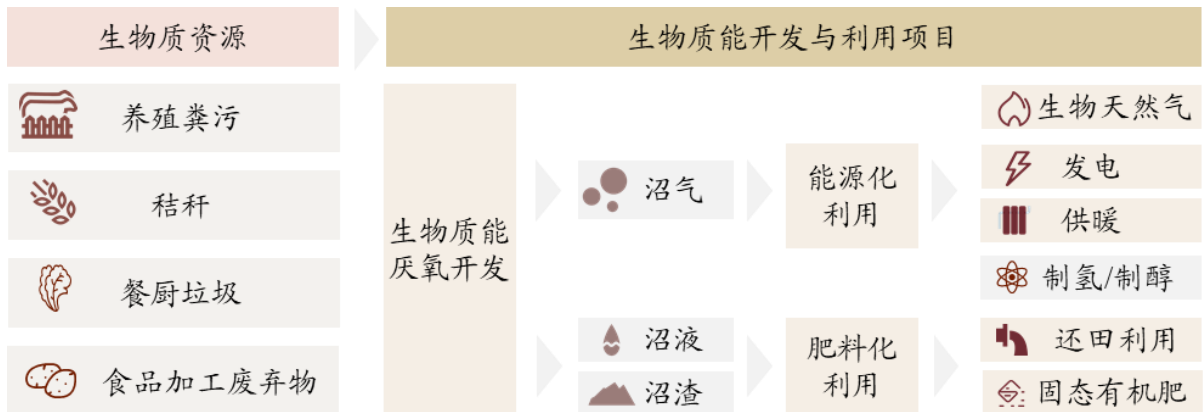 生物质资源
生物质能开发与利用项目
养殖粪污
秸秆
餐厨垃圾
食品加工废弃物
生物质能
厌氧开发
沼气
能源化
利用
生物天然气
发电
供暖
制氢/制醇
沼液
沼渣
肥料化
利用
还田利用
固态有机肥